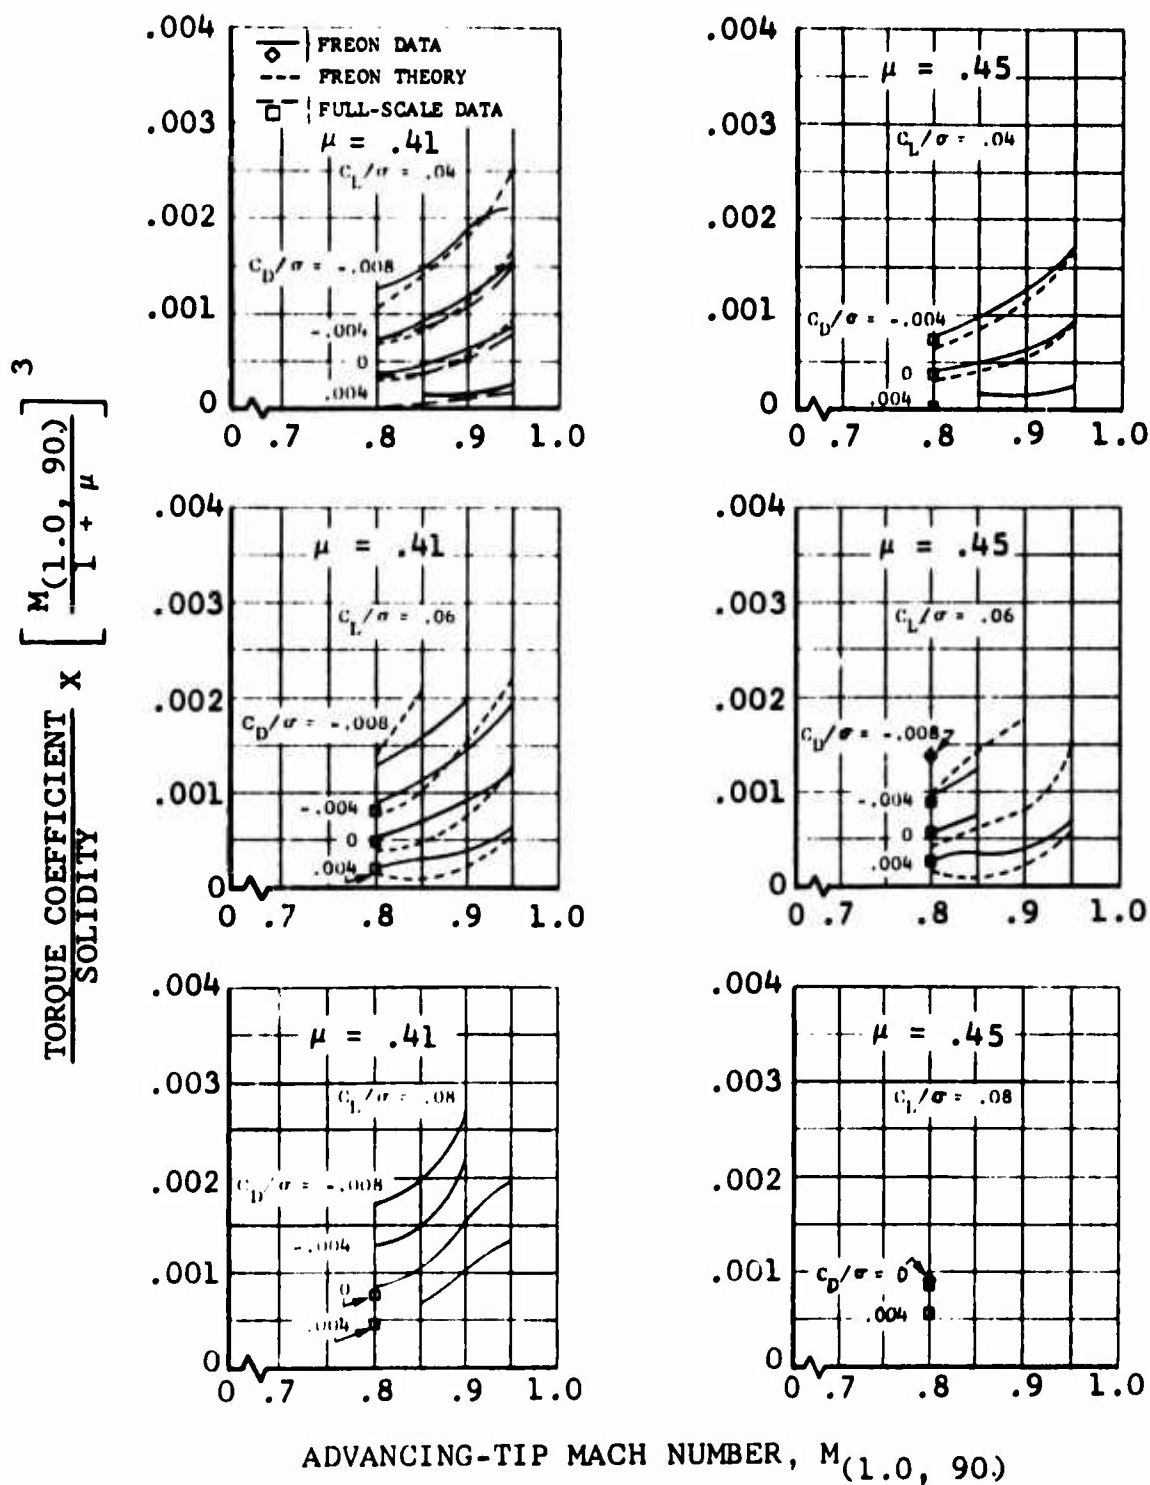 .004
.003
.002
.001
0
FREON DATA
FREON THEORY
FULL-SCALE DATA
μ = .41
C_L/σ = .04
C_D/σ = -.008
-.004
0
.004
0 .7 .8 .9 1.0
.004
.003
.002
.001
0
μ = .45
C_L/σ = .04
C_D/σ = -.004
0
.004
0 .7 .8 .9 1.0
TORQUE COEFFICIENT
SOLIDITY
X
[ M(1.0, 90)
1 + μ ] 3
.004
.003
.002
.001
0
μ = .41
C_L/σ = .06
C_D/σ = -.008
-.004
0
.004
0 .7 .8 .9 1.0
.004
.003
.002
.001
0
μ = .45
C_L/σ = .06
C_D/σ = -.008
-.004
0
.004
0 .7 .8 .9 1.0
.004
.003
.002
.001
0
μ = .41
C_L/σ = .08
C_D/σ = -.008
-.004
0
.004
0 .7 .8 .9 1.0
.004
.003
.002
.001
0
μ = .45
C_L/σ = .08
C_D/σ = 0
.004
0 .7 .8 .9 1.0
ADVANCING-TIP MACH NUMBER, M(1.0, 90.)